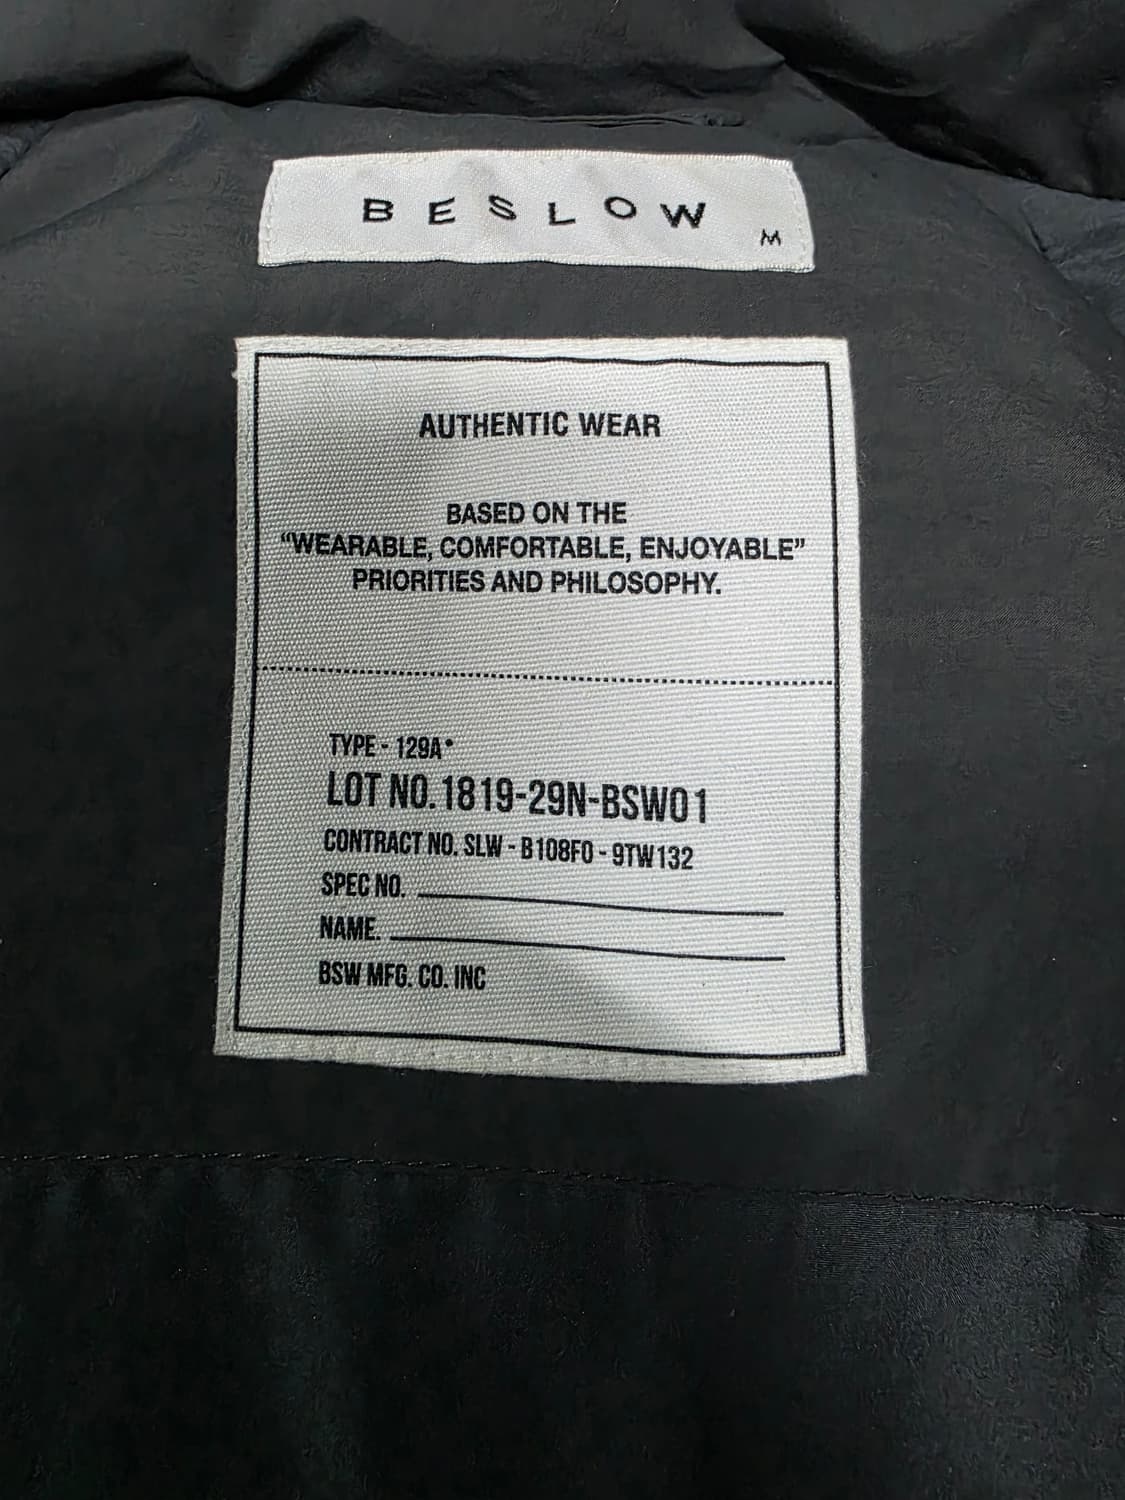 BESLOW
M
AUTHENTIC WEAR
BASED ON THE
“WEARABLE, COMFORTABLE, ENJOYABLE”
PRIORITIES AND PHILOSOPHY.
TYPE - 129A*
LOT NO.1819-29N-BSW01
CONTRACT NO. SLW - B108F0 - 9TW132
SPEC NO.
NAME.
BSW MFG. CO. INC